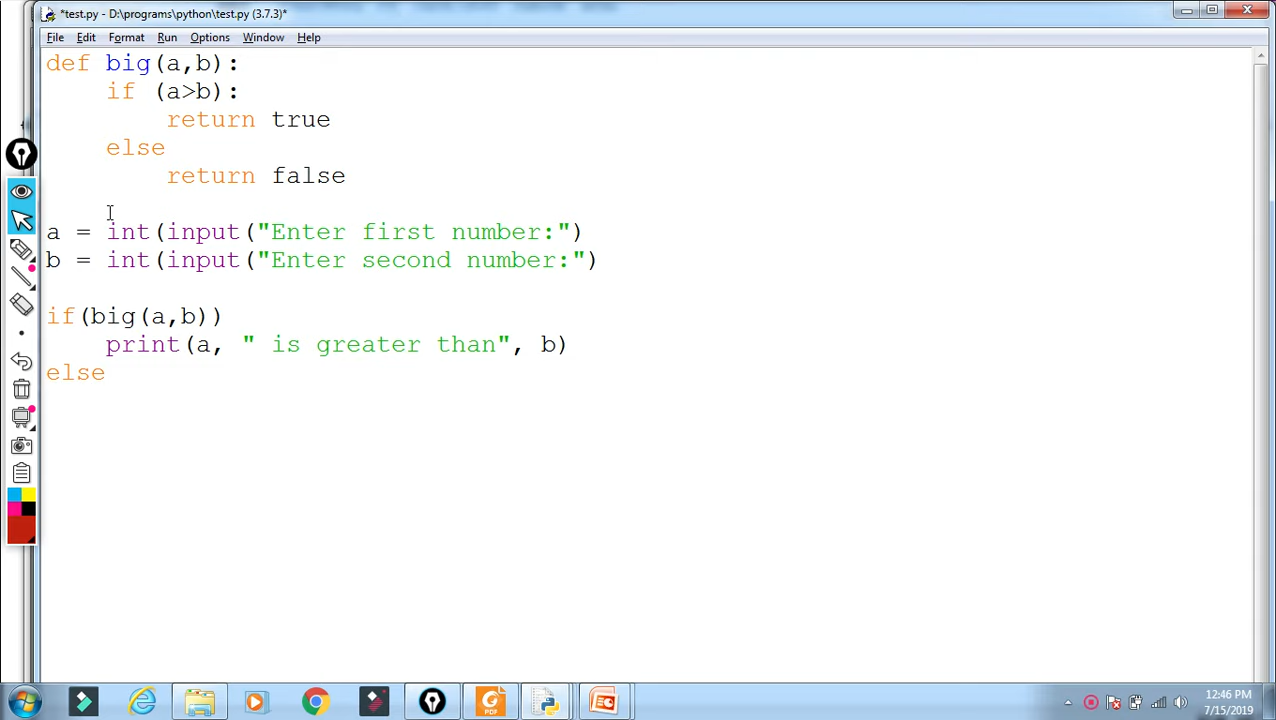 *test.py - D:\programs\python\test.py (3.7.3)*
File Edit Format Run Options Window Help
def big(a,b):
    if (a>b):
        return true
    else
        return false
a = int(input("Enter first number:")
b = int(input("Enter second number:")
if(big(a,b))
    print(a, " is greater than", b)
else
PDF
12:46 PM
7/15/2019